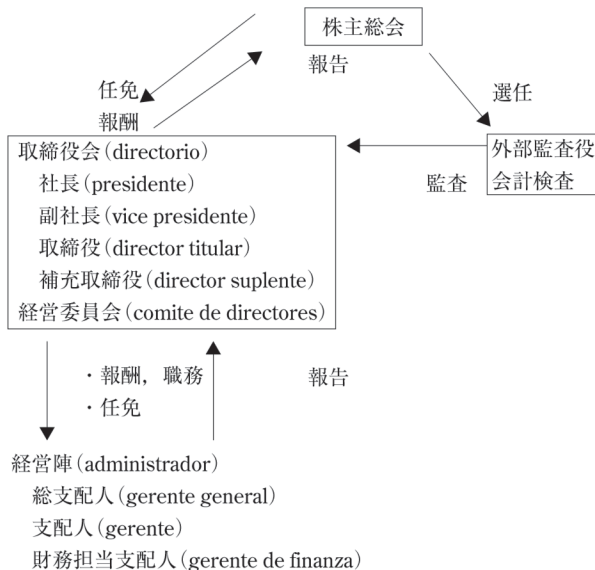 株主総会
報告
任免
報酬
選任
取締役会(directorio)
社長(presidente)
副社長(vice presidente)
取締役(director titular)
補充取締役(director suplente)
経営委員会(comite de directores)
外部監査役
会計検査
監査
・報酬，職務
・任免
報告
経営陣(administrador)
総支配人(gerente general)
支配人(gerente)
財務担当支配人(gerente de finanza)